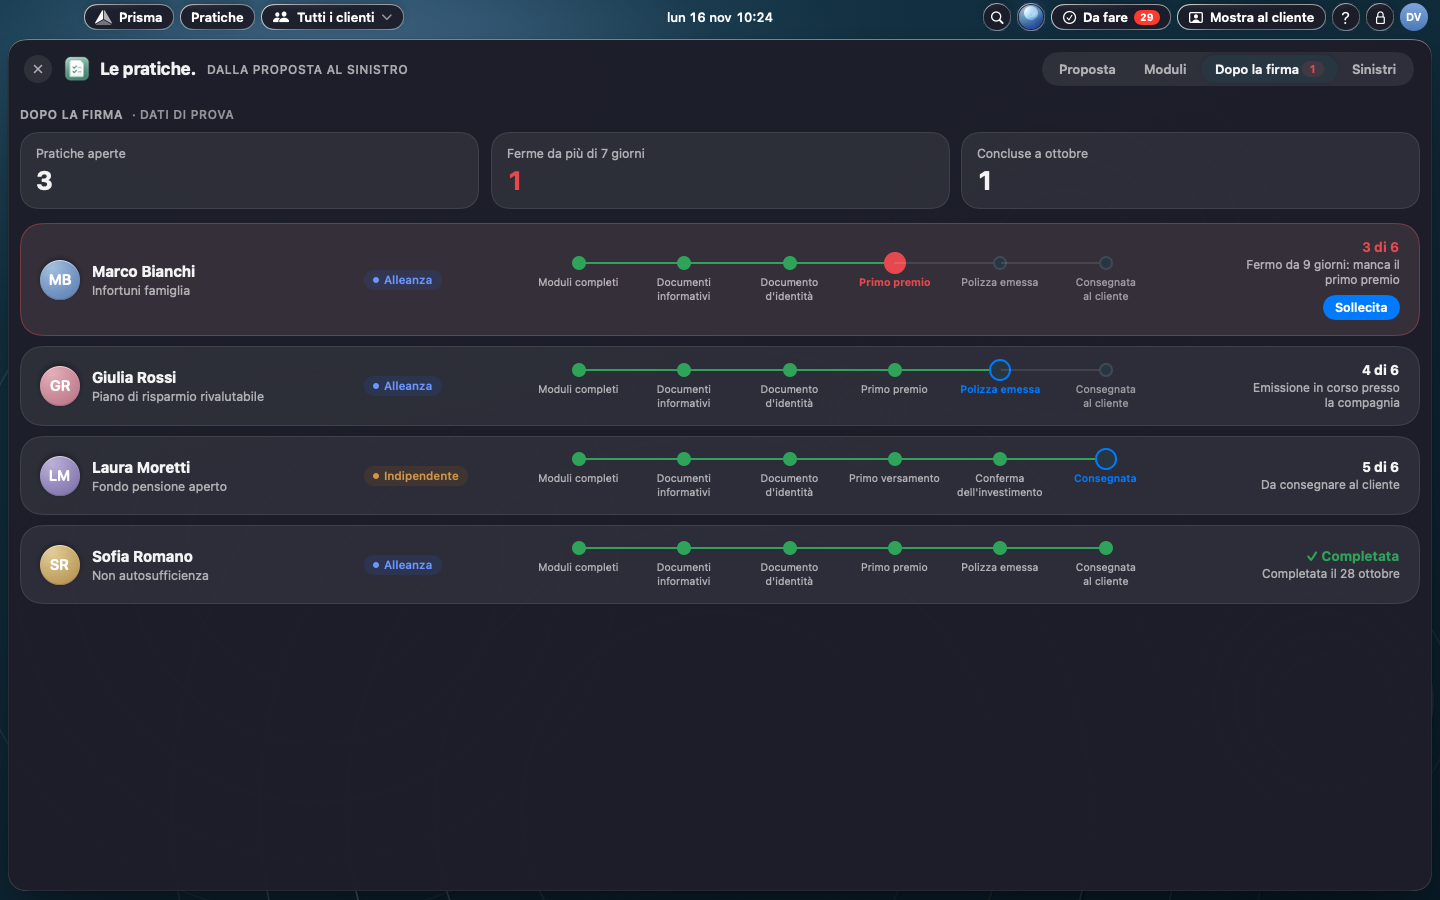 Prisma
Pratiche
Tutti i clienti
lun 16 nov 10:24
Da fare 29
Mostra al cliente
?
DV
Le pratiche. DALLA PROPOSTA AL SINISTRO
Proposta
Moduli
Dopo la firma 1
Sinistri
DOPO LA FIRMA · DATI DI PROVA
Pratiche aperte
3
Ferme da più di 7 giorni
1
Concluse a ottobre
1
MB
Marco Bianchi
Infortuni famiglia
Alleanza
Moduli completi
Documenti
informativi
Documento
d'identità
Primo premio
Polizza emessa
Consegnata
al cliente
3 di 6
Fermo da 9 giorni: manca il
primo premio
Sollecita
GR
Giulia Rossi
Piano di risparmio rivalutabile
Alleanza
Moduli completi
Documenti
informativi
Documento
d'identità
Primo premio
Polizza emessa
Consegnata
al cliente
4 di 6
Emissione in corso presso
la compagnia
LM
Laura Moretti
Fondo pensione aperto
Indipendente
Moduli completi
Documenti
informativi
Documento
d'identità
Primo versamento
Conferma
dell'investimento
Consegnata
5 di 6
Da consegnare al cliente
SR
Sofia Romano
Non autosufficienza
Alleanza
Moduli completi
Documenti
informativi
Documento
d'identità
Primo premio
Polizza emessa
Consegnata
al cliente
✓ Completata
Completata il 28 ottobre